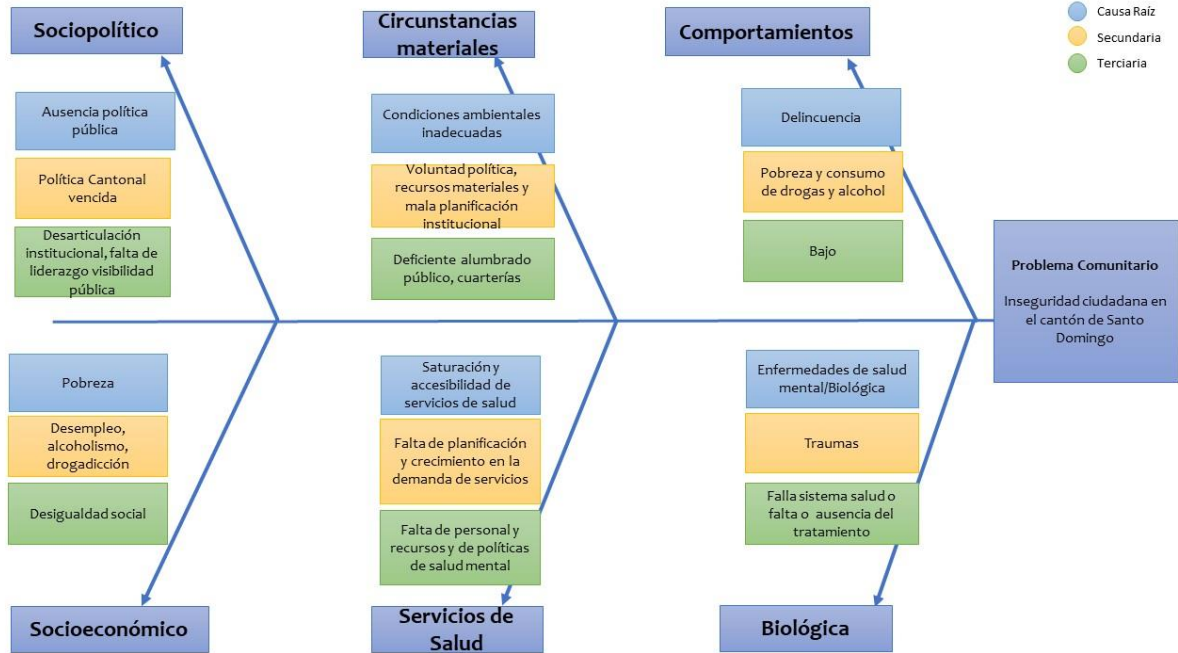 Sociopolítico
Circunstancias
materiales
Comportamientos
Causa Raíz
Secundaria
Terciaria
Ausencia política
pública
Política Cantonal
vencida
Desarticulación
institucional, falta de
liderazgo visibilidad
pública
Condiciones ambientales
inadecuadas
Voluntad política,
recursos materiales y
mala planificación
institucional
Deficiente alumbrado
público, cuarterías
Delincuencia
Pobreza y consumo
de drogas y alcohol
Bajo
Problema Comunitario
Inseguridad ciudadana en
el cantón de Santo
Domingo
Pobreza
Desempleo,
alcoholismo,
drogadicción
Desigualdad social
Socioeconómico
Saturación y
accesibilidad de
servicios de salud
Falta de planificación
y crecimiento en la
demanda de servicios
Falta de personal y
recursos y de políticas
de salud mental
Servicios de
Salud
Enfermedades de salud
mental/Biológica
Traumas
Falla sistema salud o
falta o ausencia del
tratamiento
Biológica